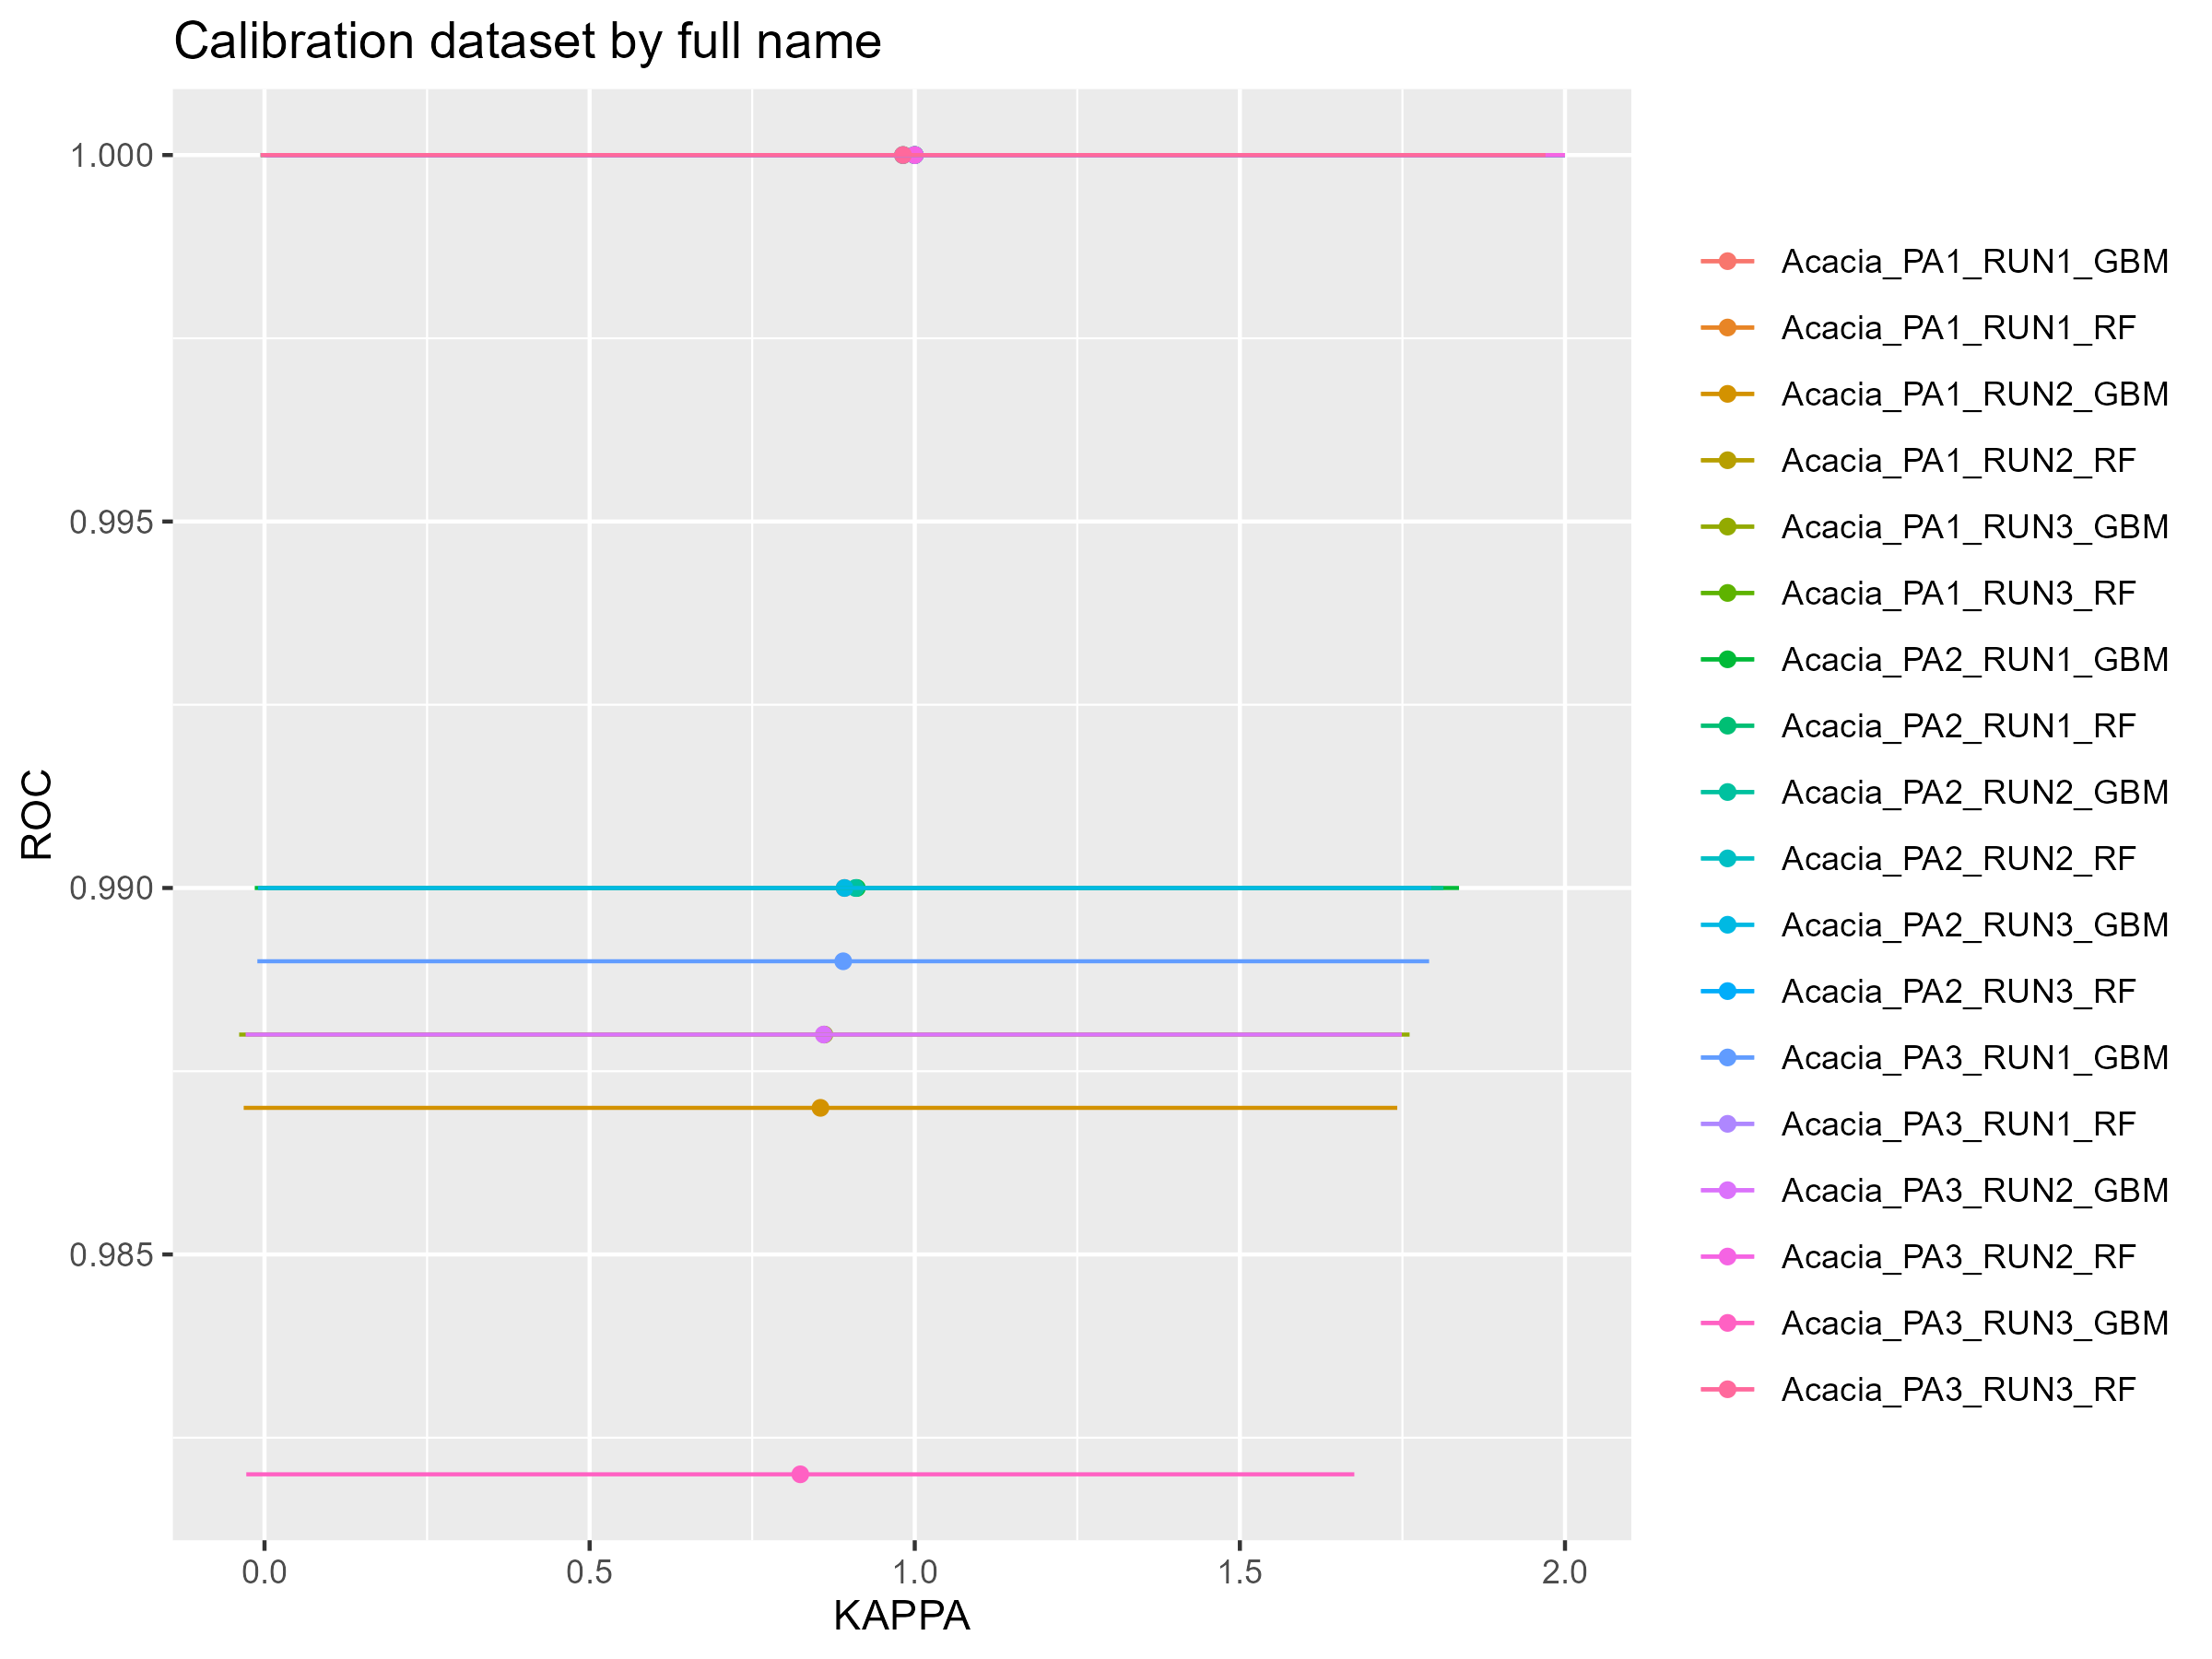 Calibration dataset by full name
1.000
0.995
0.990
0.985
ROC
0.0
0.5
1.0
1.5
2.0
KAPPA
Acacia_PA1_RUN1_GBM
Acacia_PA1_RUN1_RF
Acacia_PA1_RUN2_GBM
Acacia_PA1_RUN2_RF
Acacia_PA1_RUN3_GBM
Acacia_PA1_RUN3_RF
Acacia_PA2_RUN1_GBM
Acacia_PA2_RUN1_RF
Acacia_PA2_RUN2_GBM
Acacia_PA2_RUN2_RF
Acacia_PA2_RUN3_GBM
Acacia_PA2_RUN3_RF
Acacia_PA3_RUN1_GBM
Acacia_PA3_RUN1_RF
Acacia_PA3_RUN2_GBM
Acacia_PA3_RUN2_RF
Acacia_PA3_RUN3_GBM
Acacia_PA3_RUN3_RF